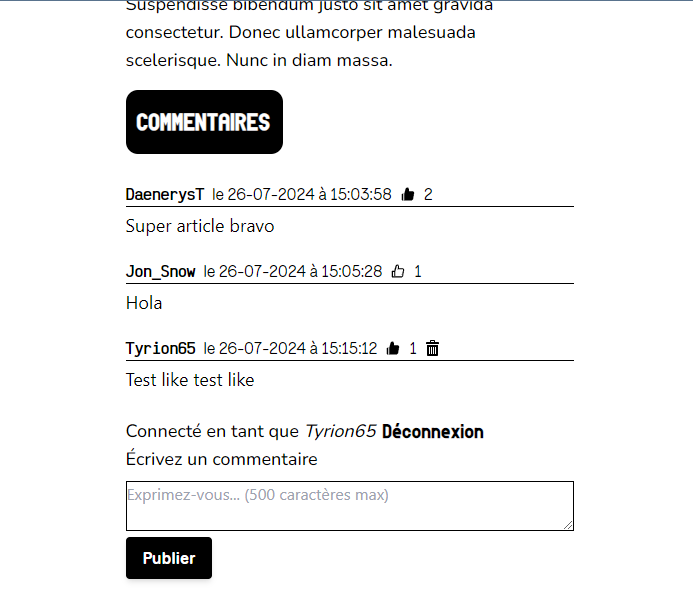 Suspendisse bibendum justo sit amet gravida
consectetur. Donec ullamcorper malesuada
scelerisque. Nunc in diam massa.
COMMENTAIRES
DaenerysT le 26-07-2024 à 15:03:58 2
Super article bravo
Jon_Snow le 26-07-2024 à 15:05:28 1
Hola
Tyrion65 le 26-07-2024 à 15:15:12 1
Test like test like
Connecté en tant que Tyrion65 Déconnexion
Écrivez un commentaire
Exprimez-vous... (500 caractères max)
Publier